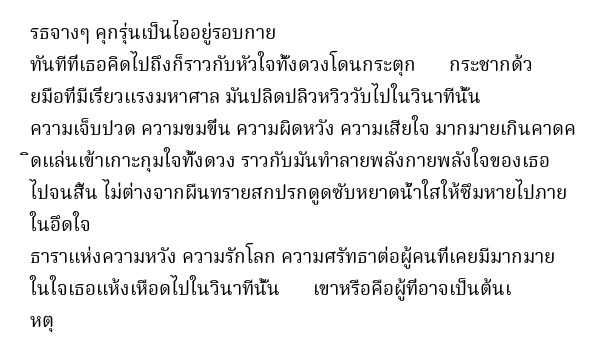 รธจางๆ คุกรุ่นเป็นไออยู่รอบกาย
ทันทีที่เธอคิดไปถึงก็ราวกับหัวใจทั้งดวงโดนกระตุก กระชากด้ว
ยมือที่มีเรี่ยวแรงมหาศาล มันปลิดปลิวหวิววับไปในวินาทีนั้น
ความเจ็บปวด ความขมขื่น ความผิดหวัง ความเสียใจ มากมายเกินคาดค
ิดแล่นเข้าเกาะกุมใจทั้งดวง ราวกับมันทำลายพลังกายพลังใจของเธอ
ไปจนสิ้น ไม่ต่างจากผืนทรายสกปรกดูดซับหยาดน้ำใสให้ซึมหายไปภาย
ในอึดใจ
ธาราแห่งความหวัง ความรักโลก ความศรัทธาต่อผู้คนที่เคยมีมากมาย
ในใจเธอแห้งเหือดไปในวินาทีนั้น เขาหรือคือผู้ที่อาจเป็นต้นเ
หตุ